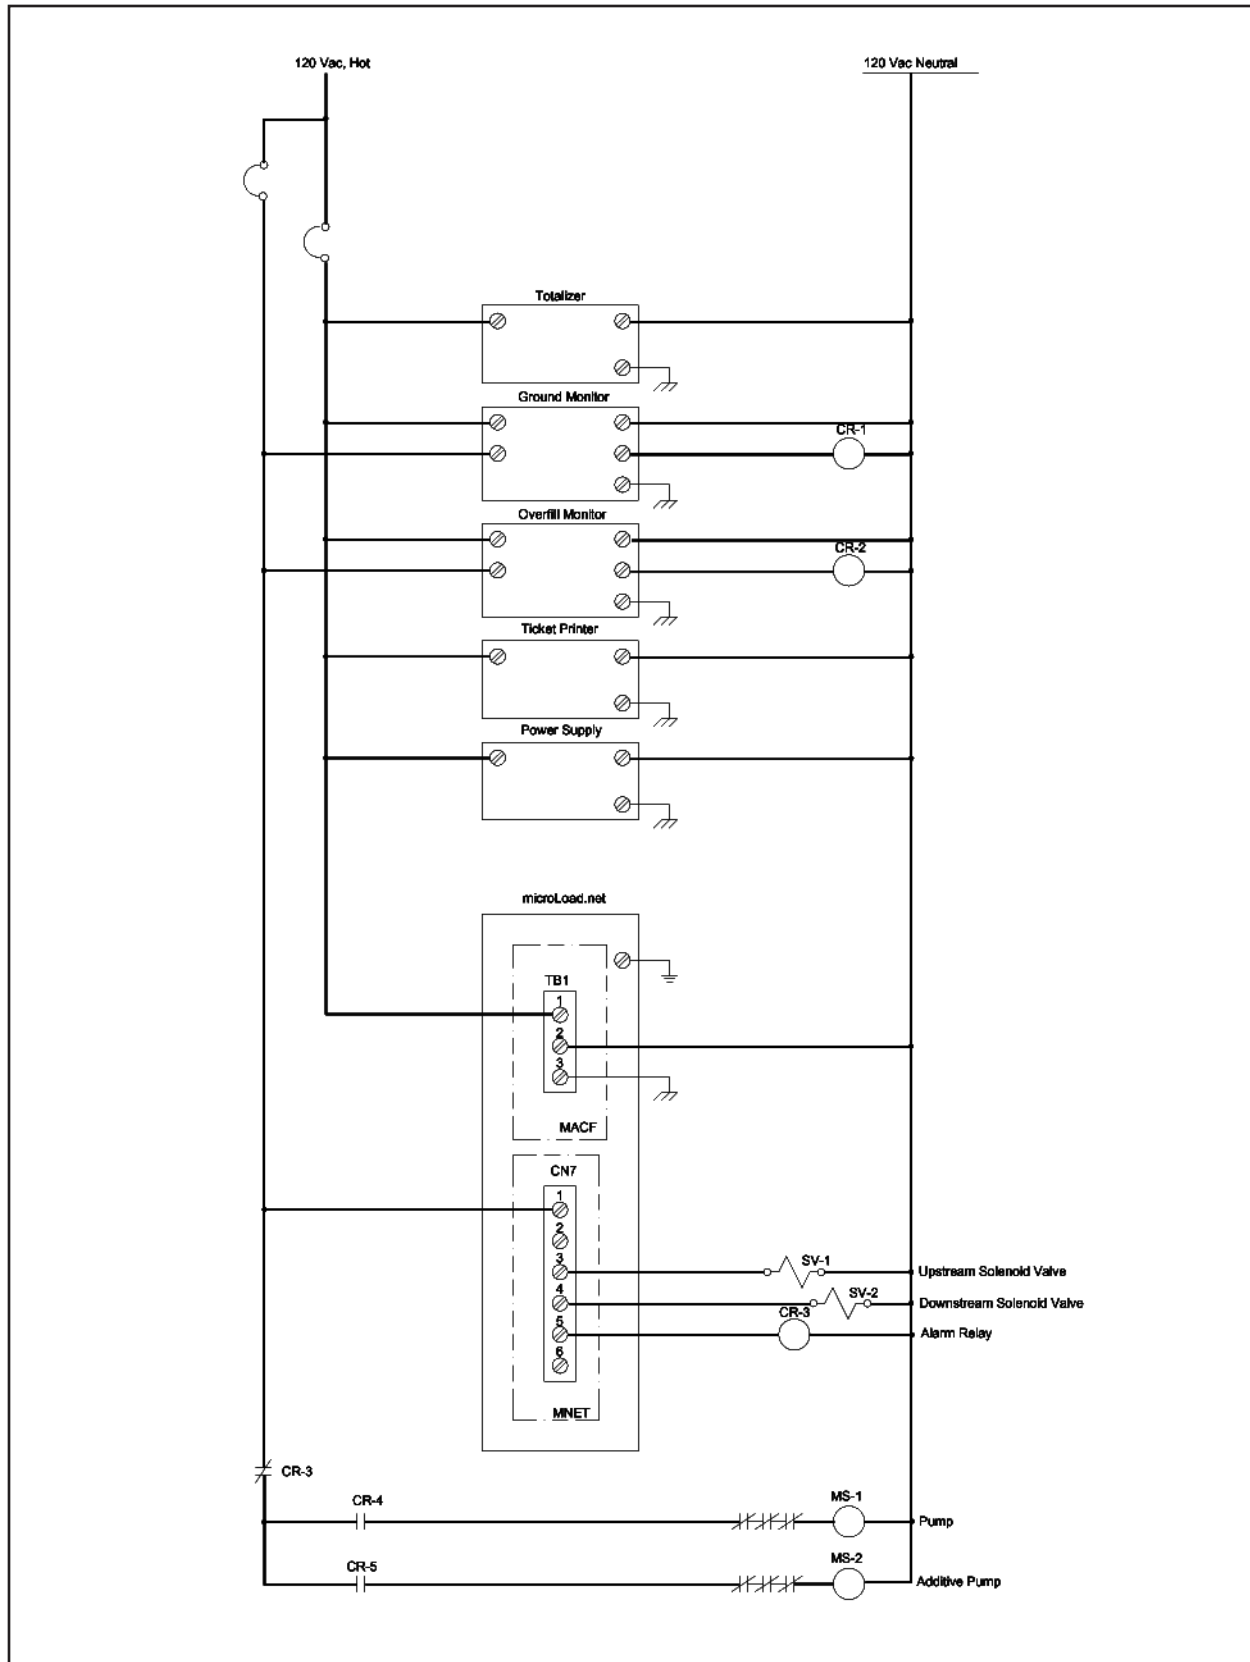 120 Vac, Hot
120 Vac Neutral
Totalizer
Ground Monitor
CR-1
Overfill Monitor
CR-2
Ticket Printer
Power Supply
microLoad.net
TB1
1
2
3
MACF
CN7
1
2
3
SV-1
Upstream Solenoid Valve
4
SV-2
Downstream Solenoid Valve
CR-3
5
Alarm Relay
6
MNET
CR-3
CR-4
MS-1
Pump
CR-5
MS-2
Additive Pump